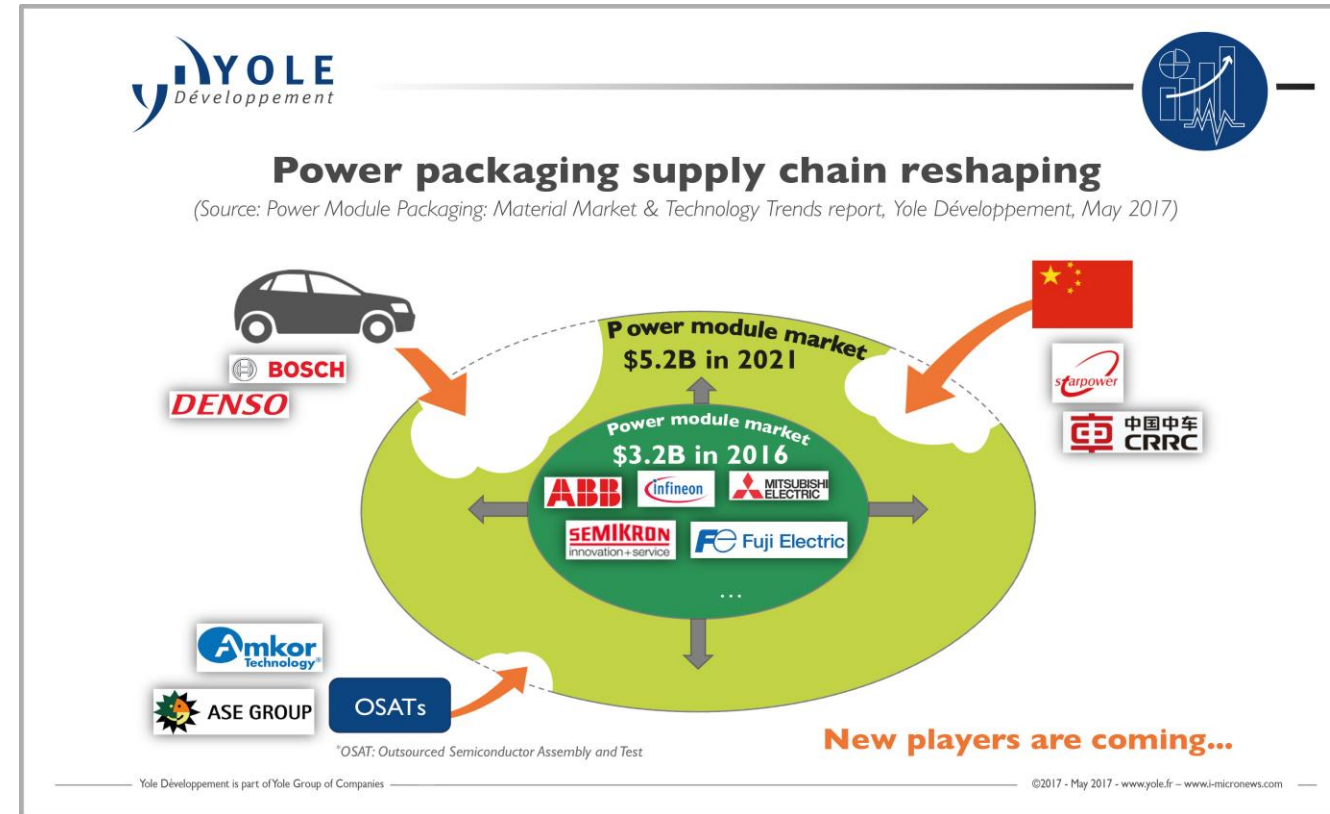 YOLE
Développement
Power packaging supply chain reshaping
(Source: Power Module Packaging: Material Market & Technology Trends report, Yole Développement, May 2017)
BOSCH
DENSO
Power module market
$5.2B in 2021
starpower
中国中车
CRRC
Power module market
$3.2B in 2016
ABB
infineon
MITSUBISHI
ELECTRIC
SEMIKRON
innovation+service
Fe Fuji Electric
...
Amkor
Technology®
ASE GROUP
OSATs
*OSAT: Outsourced Semiconductor Assembly and Test
New players are coming...
Yole Développement is part of Yole Group of Companies
©2017 - May 2017 - www.yole.fr – www.i-micronews.com